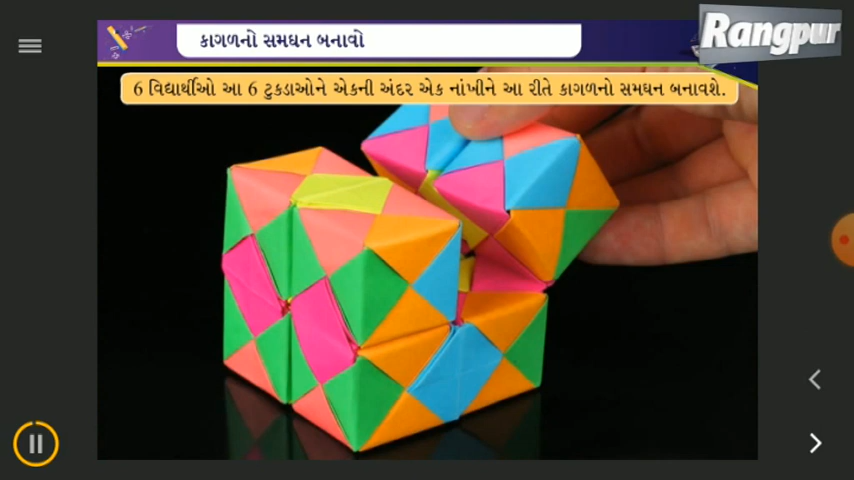 કાગળનો સમઘન બનાવો
Rangpur
6 વિદ્યાર્થીઓ આ 6 ટુકડાઓને એકની અંદર એક નાંખીને આ રીતે કાગળનો સમઘન બનાવશે.